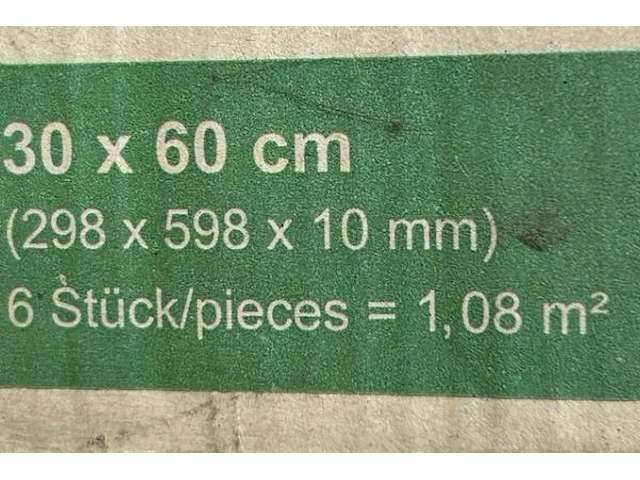 30 x 60 cm
(298 x 598 x 10 mm)
6 Stück/pieces = 1,08 m²